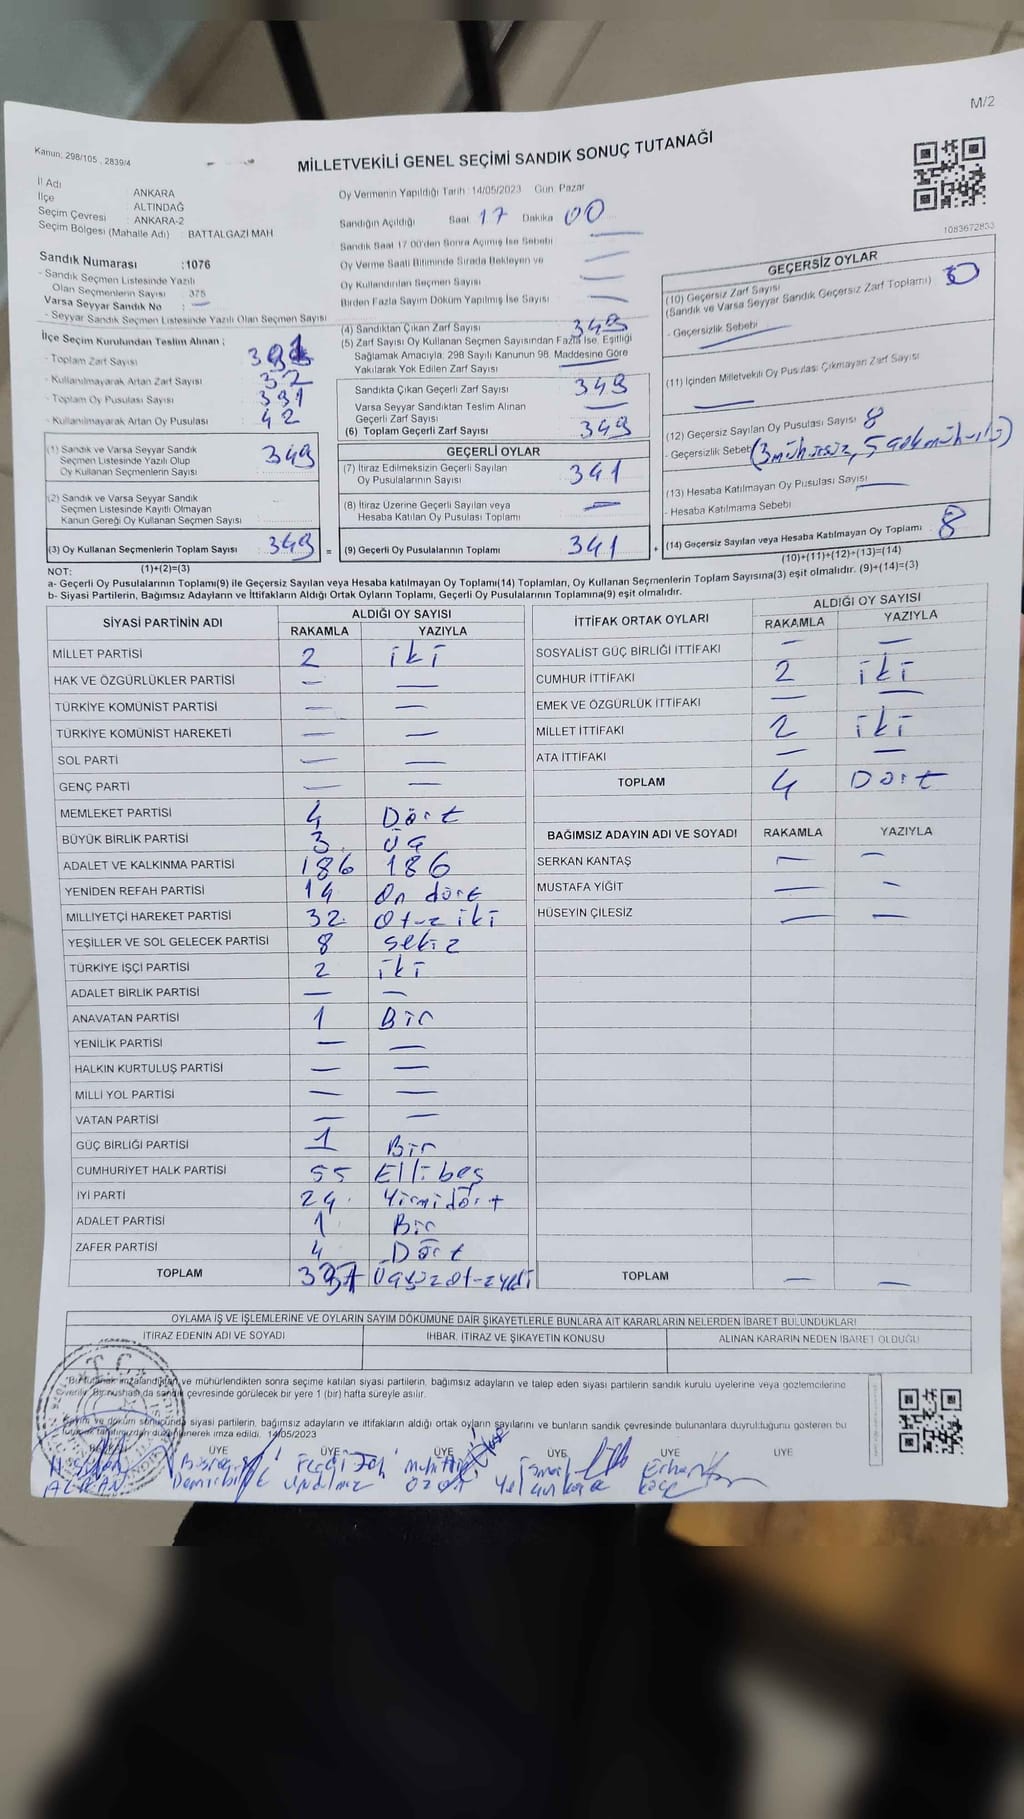 M/2
Kanun: 298/105 , 2839/4
MİLLETVEKİLİ GENEL SEÇİMİ SANDIK SONUÇ TUTANAĞI
İl Adı ANKARA
İlçe ALTINDAĞ
Seçim Çevresi : ANKARA-2
Seçim Bölgesi (Mahalle Adı) : BATTALGAZİ MAH.
Oy Vermenin Yapıldığı Tarih :14/05/2023 Gün: Pazar
Sandığın Açıldığı Saat 17 Dakika 00
Sandık Saat 17.00'den Sonra Açılmış İse Sebebi —
Oy Verme Saati Bitiminde Sırada Bekleyen ve
Oy Kullandırılan Seçmen Sayısı —
Birden Fazla Sayım Döküm Yapılmış İse Sayısı —
1083672833
Sandık Numarası :1076
- Sandık Seçmen Listesinde Yazılı
Olan Seçmenlerin Sayısı : 375
Varsa Seyyar Sandık No : —
- Seyyar Sandık Seçmen Listesinde Yazılı Olan Seçmen Sayısı
İlçe Seçim Kurulundan Teslim Alınan ;
- Toplam Zarf Sayısı
- Kullanılmayarak Artan Zarf Sayısı : 32
- Toplam Oy Pusulası Sayısı : 391
- Kullanılmayarak Artan Oy Pusulası : 42
(4) Sandıktan Çıkan Zarf Sayısı 349
(5) Zarf Sayısı Oy Kullanan Seçmen Sayısından Fazla İse, Eşitliği
Sağlamak Amacıyla, 298 Sayılı Kanunun 98. Maddesine Göre
Yakılarak Yok Edilen Zarf Sayısı —
Sandıkta Çıkan Geçerli Zarf Sayısı 349
Varsa Seyyar Sandıktan Teslim Alınan
Geçerli Zarf Sayısı —
(6) Toplam Geçerli Zarf Sayısı 349
GEÇERSİZ OYLAR
(10) Geçersiz Zarf Sayısı 0
(Sandık ve Varsa Seyyar Sandık Geçersiz Zarf Toplamı)
- Geçersizlik Sebebi —
(11) İçinden Milletvekili Oy Pusulası Çıkmayan Zarf Sayısı
—
(12) Geçersiz Sayılan Oy Pusulası Sayısı 8
- Geçersizlik Sebebi (3 mühürsüz, 5 çok mühürlü)
(13) Hesaba Katılmayan Oy Pusulası Sayısı —
- Hesaba Katılmama Sebebi
(14) Geçersiz Sayılan veya Hesaba Katılmayan Oy Toplamı 8
(10)+(11)+(12)+(13)=(14)
(1) Sandık ve Varsa Seyyar Sandık
Seçmen Listesinde Yazılı Olup
Oy Kullanan Seçmenlerin Sayısı 349
(2) Sandık ve Varsa Seyyar Sandık
Seçmen Listesinde Kayıtlı Olmayan
Kanun Gereği Oy Kullanan Seçmen Sayısı
(3) Oy Kullanan Seçmenlerin Toplam Sayısı 349 =
GEÇERLİ OYLAR
(7) İtiraz Edilmeksizin Geçerli Sayılan
Oy Pusulalarının Sayısı 341
(8) İtiraz Üzerine Geçerli Sayılan veya
Hesaba Katılan Oy Pusulası Toplamı —
(9) Geçerli Oy Pusulalarının Toplamı 341 +
NOT: (1)+(2)=(3)
a- Geçerli Oy Pusulalarının Toplamı(9) ile Geçersiz Sayılan veya Hesaba katılmayan Oy Toplamı(14) Toplamları, Oy Kullanan Seçmenlerin Toplam Sayısına(3) eşit olmalıdır. (9)+(14)=(3)
b- Siyasi Partilerin, Bağımsız Adayların ve İttifakların Aldığı Ortak Oyların Toplamı, Geçerli Oy Pusulalarının Toplamına(9) eşit olmalıdır.
SİYASİ PARTİNİN ADI ALDIĞI OY SAYISI
RAKAMLA YAZIYLA
MİLLET PARTİSİ 2 iki
HAK VE ÖZGÜRLÜKLER PARTİSİ — —
TÜRKİYE KOMÜNİST PARTİSİ — —
TÜRKİYE KOMÜNİST HAREKETİ — —
SOL PARTİ — —
GENÇ PARTİ — —
MEMLEKET PARTİSİ 4 Dört
BÜYÜK BİRLİK PARTİSİ 3 Üç
ADALET VE KALKINMA PARTİSİ 186 186
YENİDEN REFAH PARTİSİ 14 On dört
MİLLİYETÇİ HAREKET PARTİSİ 32 Otuz iki
YEŞİLLER VE SOL GELECEK PARTİSİ 8 sekiz
TÜRKİYE İŞÇİ PARTİSİ 2 iki
ADALET BİRLİK PARTİSİ — —
ANAVATAN PARTİSİ 1 Bir
YENİLİK PARTİSİ — —
HALKIN KURTULUŞ PARTİSİ — —
MİLLİ YOL PARTİSİ — —
VATAN PARTİSİ — —
GÜÇ BİRLİĞİ PARTİSİ 1 Bir
CUMHURİYET HALK PARTİSİ 55 Elli beş
İYİ PARTİ 24 Yirmidört
ADALET PARTİSİ 1 Bir
ZAFER PARTİSİ 4 Dört
TOPLAM 337 Üçyüzotuzyedi
İTTİFAK ORTAK OYLARI ALDIĞI OY SAYISI
RAKAMLA YAZIYLA
SOSYALİST GÜÇ BİRLİĞİ İTTİFAKI — —
CUMHUR İTTİFAKI 2 iki
EMEK VE ÖZGÜRLÜK İTTİFAKI — —
MİLLET İTTİFAKI 2 iki
ATA İTTİFAKI — —
TOPLAM 4 Dört
BAĞIMSIZ ADAYIN ADI VE SOYADI RAKAMLA YAZIYLA
SERKAN KANTAŞ — —
MUSTAFA YİĞİT — —
HÜSEYİN ÇİLESİZ — —
TOPLAM — —
OYLAMA İŞ VE İŞLEMLERİNE VE OYLARIN SAYIM DÖKÜMÜNE DAİR ŞİKAYETLERLE BUNLARA AİT KARARLARIN NELERDEN İBARET BULUNDUKLARI
İTİRAZ EDENİN ADI VE SOYADI İHBAR, İTİRAZ VE ŞİKAYETİN KONUSU ALINAN KARARIN NEDEN İBARET OLDUĞU
T.C.
*Bu tutanak imzalandıktan ve mühürlendikten sonra seçime katılan siyasi partilerin, bağımsız adayların ve talep eden siyasi partilerin sandık kurulu üyelerine veya gözlemcilerine
verilir. Bir nüshası da sandık çevresinde görülecek bir yere 1 (bir) hafta süreyle asılır.
Sayım ve döküm sonucunda siyasi partilerin, bağımsız adayların ve ittifakların aldığı ortak oyların sayılarını ve bunların sandık çevresinde bulunanlara duyurulduğunu gösteren bu
tutanak tarafımızdan düzenlenerek imza edildi. 14/05/2023
ÜYE ÜYE ÜYE ÜYE ÜYE ÜYE
Erhan